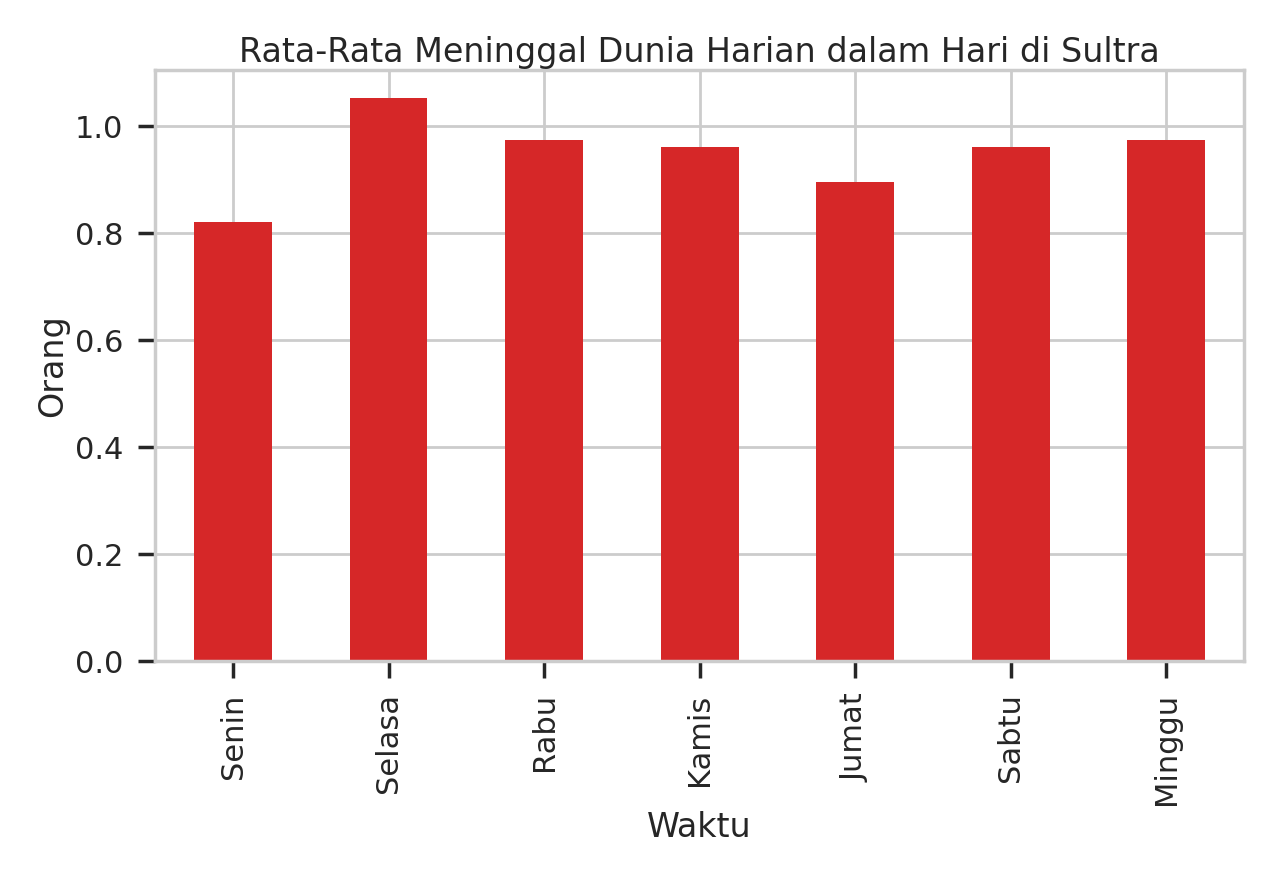 Rata-Rata Meninggal Dunia Harian dalam Hari di Sultra
1.0
0.8
0.6
0.4
0.2
0.0
Orang
Senin
Selasa
Rabu
Kamis
Jumat
Sabtu
Minggu
Waktu